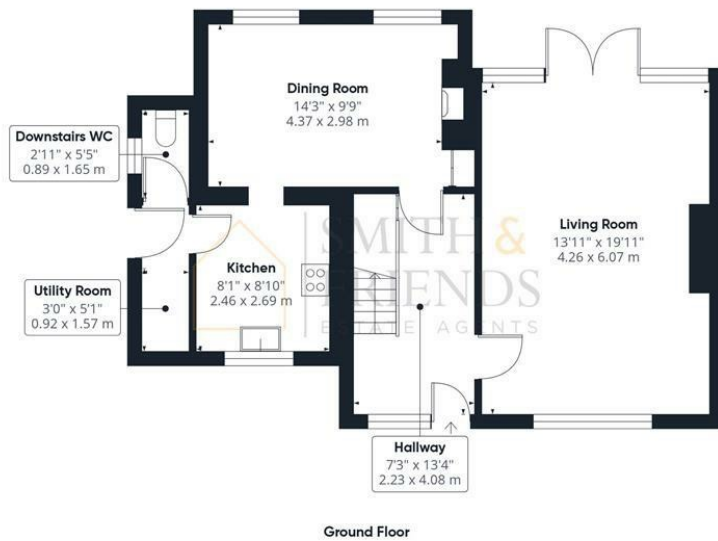 Dining Room
14'3" x 9'9"
4.37 x 2.98 m
Downstairs WC
2'11" x 5'5"
0.89 x 1.65 m
Living Room
13'11" x 19'11"
4.26 x 6.07 m
Kitchen
8'1" x 8'10"
2.46 x 2.69 m
Utility Room
3'0" x 5'1"
0.92 x 1.57 m
SMITH &
FRIENDS
ESTATE AGENTS
Hallway
7'3" x 13'4"
2.23 x 4.08 m
Ground Floor